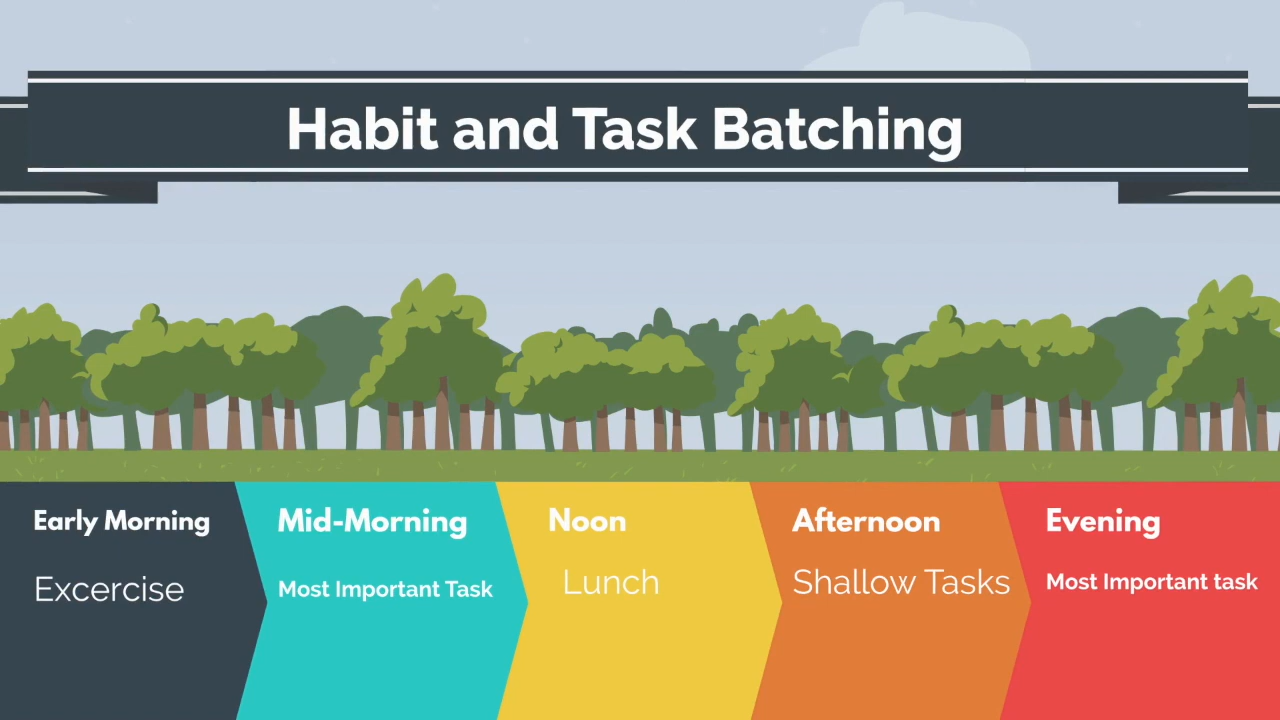 Habit and Task Batching
Early Morning
Excercise
Mid-Morning
Most Important Task
Noon
Lunch
Afternoon
Shallow Tasks
Evening
Most Important task